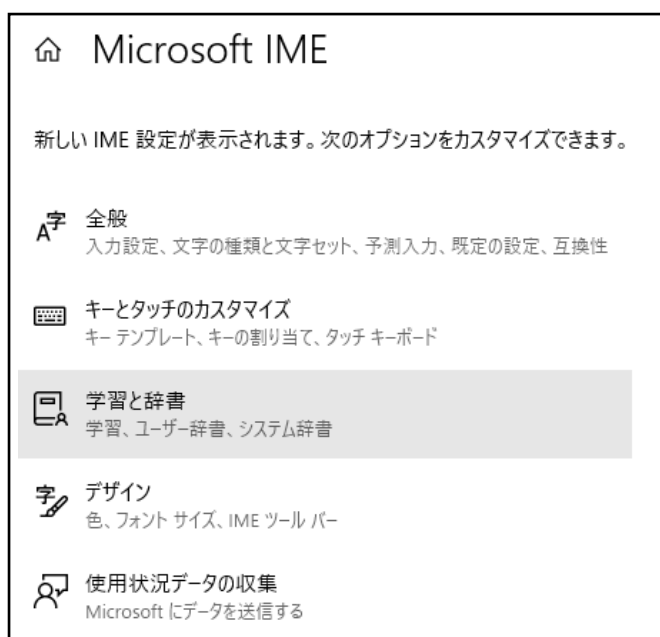 Microsoft IME
新しい IME 設定が表示されます。次のオプションをカスタマイズできます。
全般
入力設定、文字の種類と文字セット、予測入力、既定の設定、互換性
キーとタッチのカスタマイズ
キー テンプレート、キーの割り当て、タッチ キーボード
学習と辞書
学習、ユーザー辞書、システム辞書
デザイン
色、フォント サイズ、IME ツール バー
使用状況データの収集
Microsoft にデータを送信する